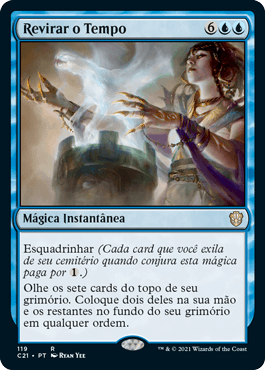 Revirar o Tempo 6
Mágica Instantânea
Esquadrinhar (Cada card que você exila
de seu cemitério quando conjura esta mágica
paga por 1.)
Olhe os sete cards do topo de seu
grimório. Coloque dois deles na sua mão
e os restantes no fundo do seu grimório
em qualquer ordem.
119 R
C21 • PT Ryan Yee
™ & © 2021 Wizards of the Coast